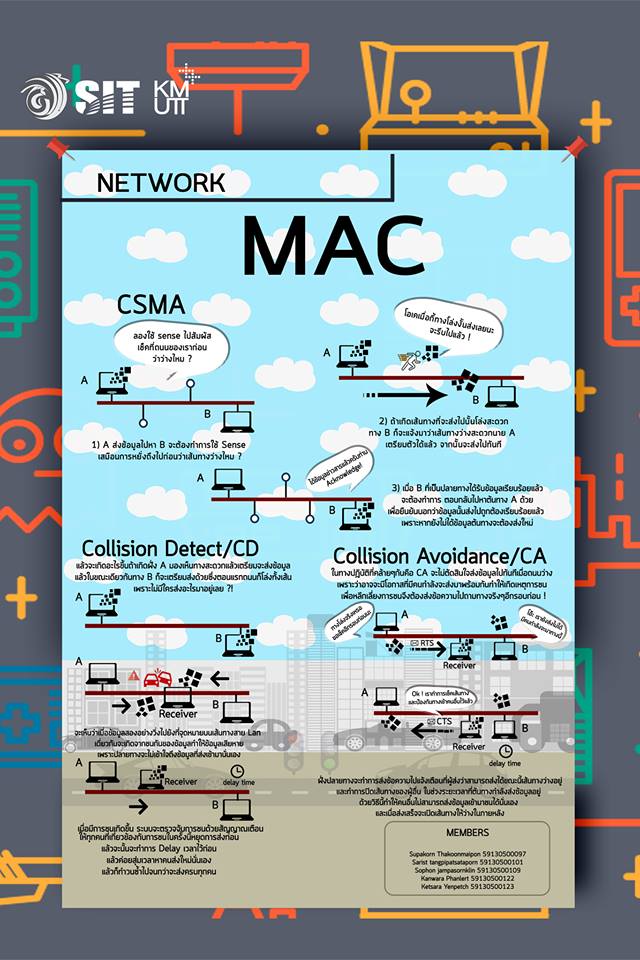 SIT
KM
UTT
NETWORK
MAC
CSMA
ลองใช้ sense ไปสัมผัส
เช็คที่ถนนของเราก่อน
ว่าว่างไหม ?
A
B
1) A ส่งข้อมูลไปหา B จะต้องทำการใช้ Sense
เสมือนการหยั่งถึงไปก่อนว่าเส้นทางว่างไหม ?
โอเคเมื่อกี้ทางโล่งงั้นส่งเลยนะ
จะรีบไปแล้ว !
A
B
2) ถ้าเกิดเส้นทางที่จะส่งไปนั้นโล่งสะดวก
ทาง B ก็จะแจ้งมาว่าเส้นทางว่างสะดวกนาย A
เตรียมตัวได้แล้ว จากนั้นจะส่งไปทันที
ได้ข้อมูลข่าวสารแล้วครับท่าน
Acknowledge!
A
B
3) เมื่อ B ที่เป็นปลายทางได้รับข้อมูลเรียบร้อยแล้ว
จะต้องทำการ ตอบกลับไปหาต้นทาง A ด้วย
เพื่อยืนยันบอกว่าข้อมูลนั้นส่งไปถูกต้องเรียบร้อยแล้ว
เพราะหากยังไม่ได้ข้อมูลต้นทางจะต้องส่งใหม่
Collision Detect/CD
แล้วจะเกิดอะไรขึ้นถ้าเกิดฝั่ง A มองเห็นทางสะดวกแล้วเตรียมจะส่งข้อมูล
แล้วในขณะเดียวกันทาง B ก็จะเตรียมส่งด้วยซึ่งตอนแรกถนนก็โล่งทั้งเส้น
เพราะไม่มีใครส่งอะไรมาอยู่เลย ?!
A
B
A
Receiver
B
จะเห็นว่าเมื่อข้อมูลสองอย่างวิ่งไปยังที่จุดหมายบนเส้นทางสาย Lan
เดียวกันจะเกิดจากชนกันของข้อมูลทำให้ข้อมูลเสียหาย
เพราะปลายทางจะไม่เข้าใจถึงข้อมูลที่ส่งเข้ามานั่นเอง
A
Receiver
delay time
B
เมื่อมีการชนเกิดขึ้น ระบบจะตรวจจับการชนด้วยสัญญาณเตือน
ให้ทุกคนที่เกี่ยวข้องกับการชนในครั้งนี้หยุดการส่งก่อน
แล้วจะนั้นจะทำการ Delay เวลาไว้ก่อน
แล้วค่อยสุ่มเวลาหาคนส่งใหม่นั่นเอง
แล้วก็ทำวนซ้ำไปจนกว่าจะส่งครบทุกคน
Collision Avoidance/CA
ในทางปฏิบัติที่คล้ายๆกันคือ CA จะไม่ตัดสินใจส่งข้อมูลไปทันทีเมื่อถนนว่าง
เพราะว่าอาจจะมีโอกาสที่มีคนกำลังจะส่งมาพร้อมกันทำให้เกิดเหตุการชน
เพื่อหลีกเลี่ยงการชนจึงต้องส่งข้อความไปถามทางจริงๆอีกรอบก่อน !
A
RTS
Receiver
B
A
Ok ! เราทำการเช็คเส้นทาง
และป้องกันทางเข้าคนอื่นไว้แล้ว
CTS
Receiver
B
delay time
ฝั่งปลายทางจะทำการส่งข้อความไปแจ้งเตือนที่ผู้ส่งว่าสามารถส่งได้ขณะนี้เส้นทางว่างอยู่
และทำการปิดเส้นทางของผู้อื่น ในช่วงระยะเวลาที่ต้นทางกำลังส่งข้อมูลอยู่
ด้วยวิธีนี้ทำให้คนอื่นไม่สามารถส่งข้อมูลเข้ามาชนได้นั่นเอง
และเมื่อส่งเสร็จจะเปิดเส้นทางให้ว่างในภายหลัง
MEMBERS
Supakorn Thakoonmaipon 59130500097
Sarist tangpipatsataporn 59130500101
Sophon jampasornklin 59130500109
Kanwara Phanlert 59130500122
Ketsara Yenpetch 59130500123